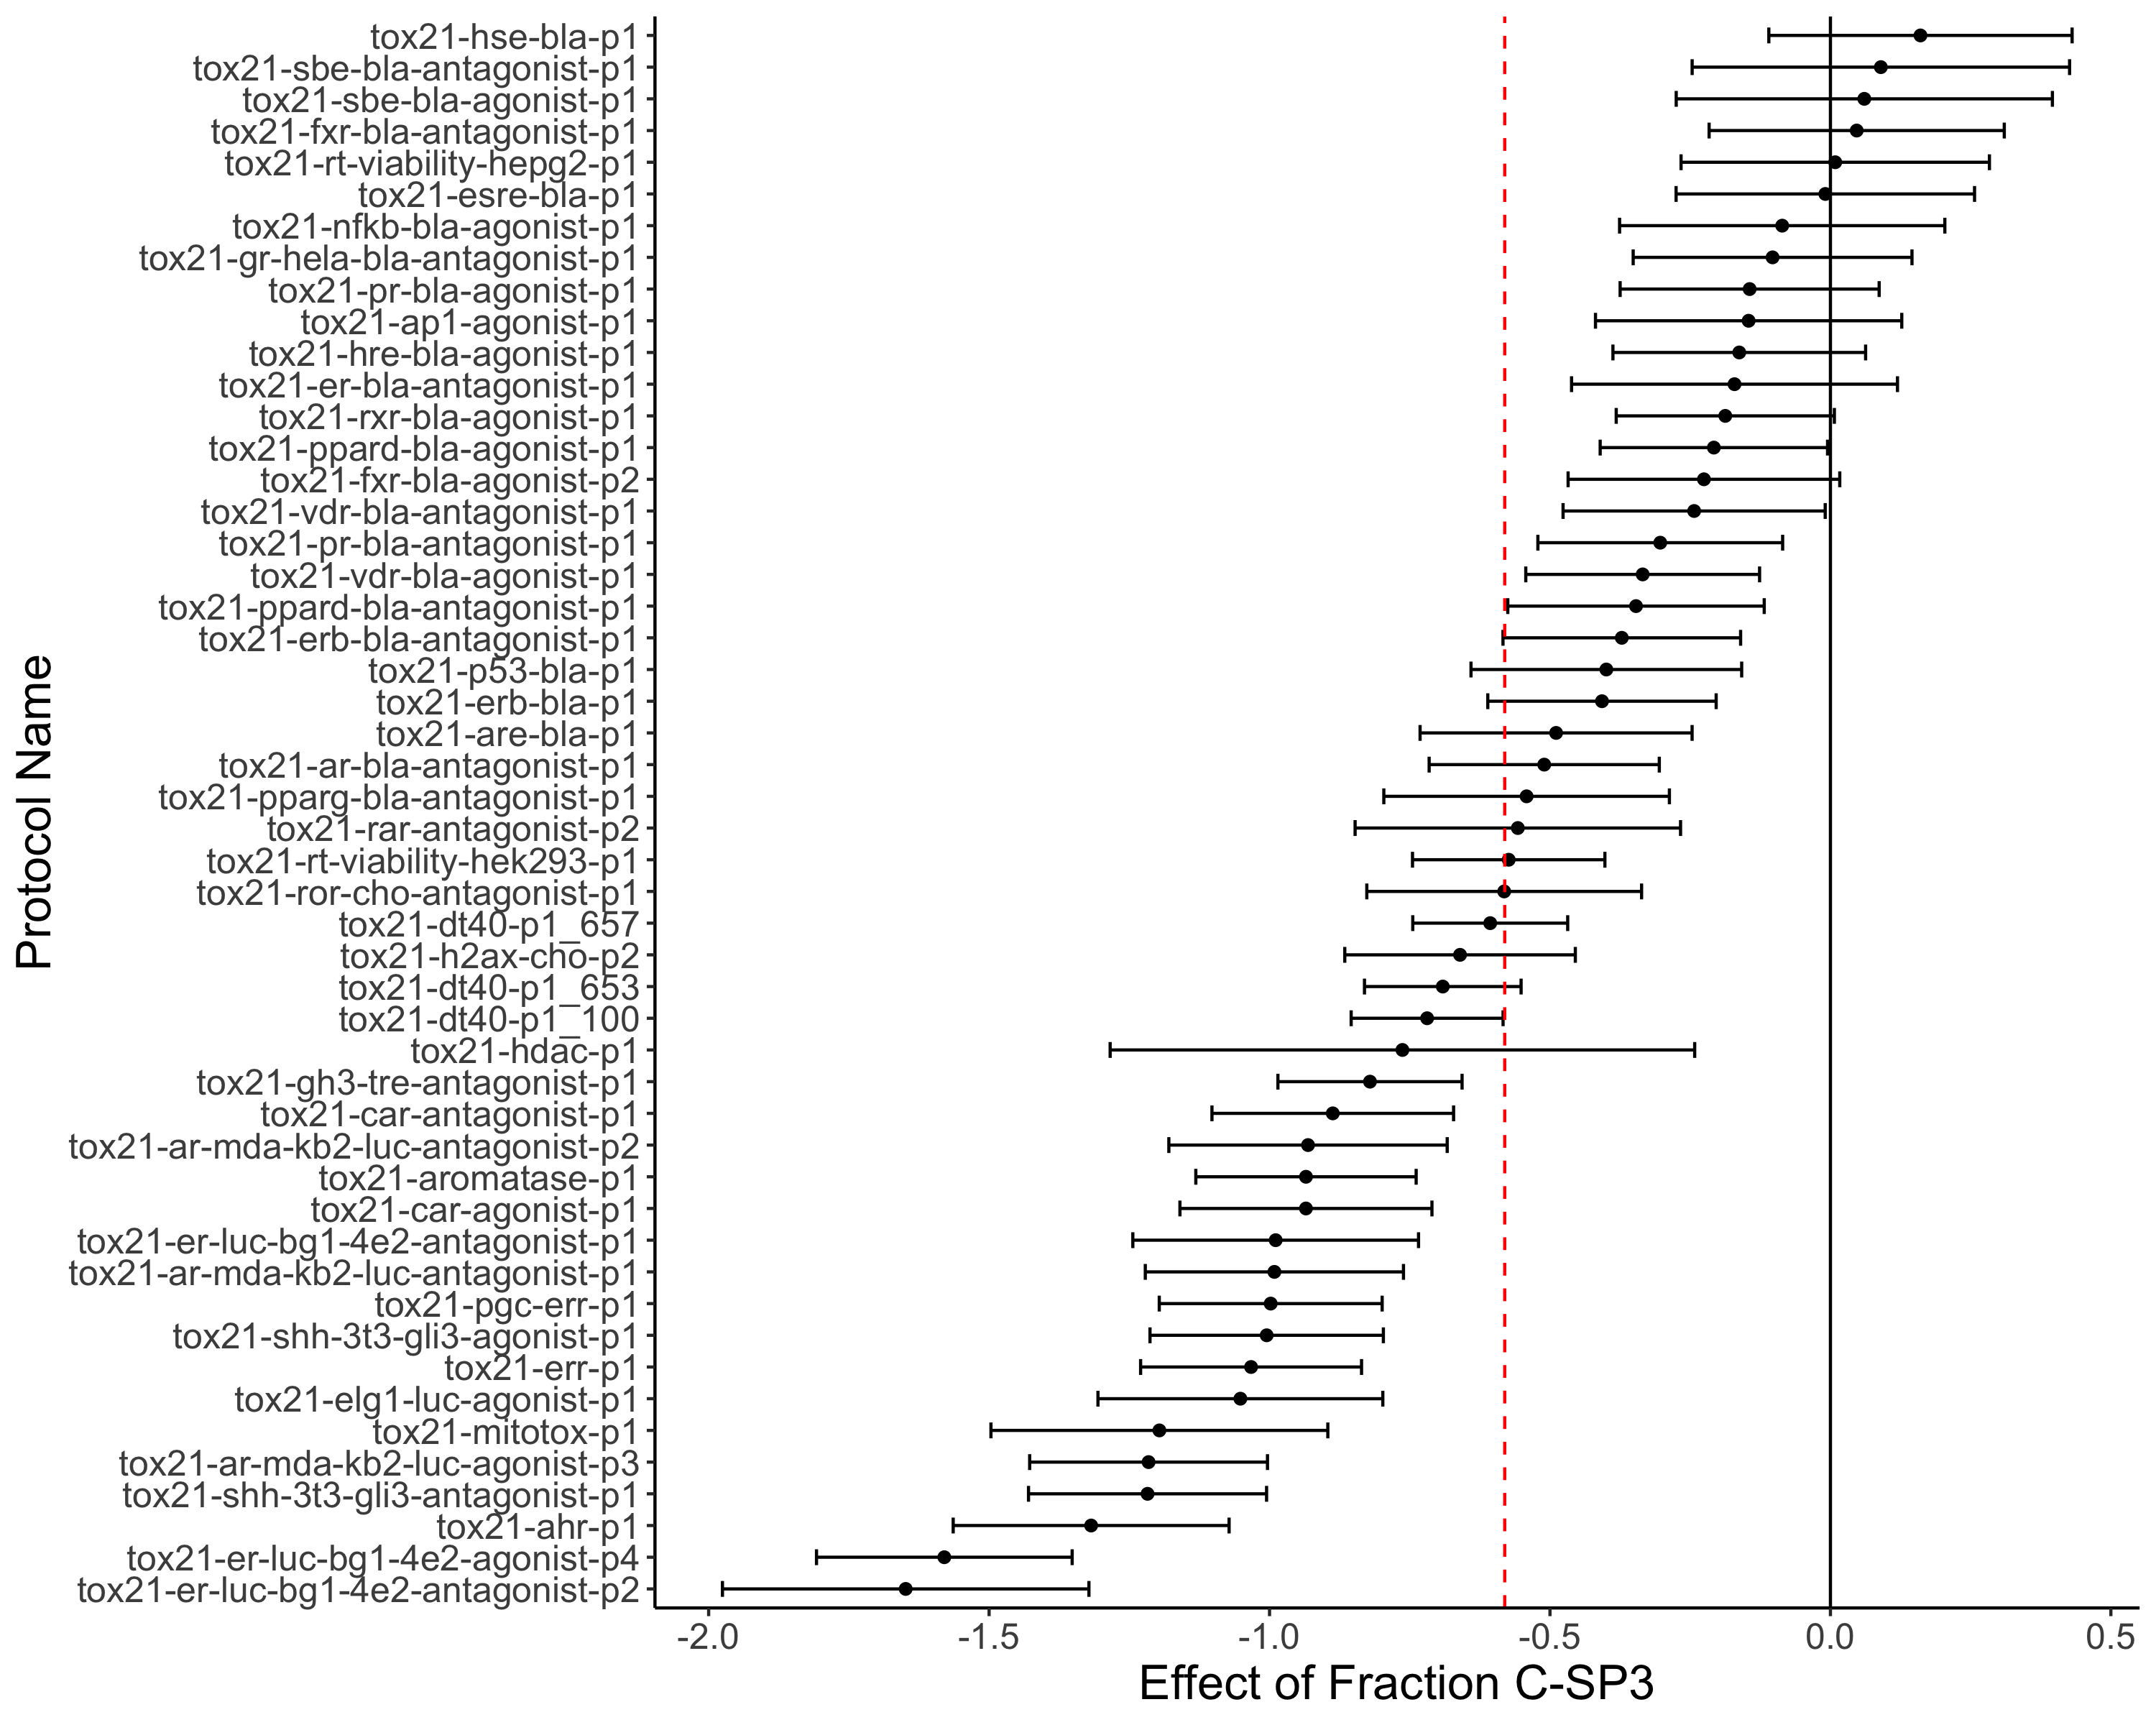 Protocol Name
tox21-hse-bla-p1
tox21-sbe-bla-antagonist-p1
tox21-sbe-bla-agonist-p1
tox21-fxr-bla-antagonist-p1
tox21-rt-viability-hepg2-p1
tox21-esre-bla-p1
tox21-nfkb-bla-agonist-p1
tox21-gr-hela-bla-antagonist-p1
tox21-pr-bla-agonist-p1
tox21-ap1-agonist-p1
tox21-hre-bla-agonist-p1
tox21-er-bla-antagonist-p1
tox21-rxr-bla-agonist-p1
tox21-ppard-bla-agonist-p1
tox21-fxr-bla-agonist-p2
tox21-vdr-bla-antagonist-p1
tox21-pr-bla-antagonist-p1
tox21-vdr-bla-agonist-p1
tox21-ppard-bla-antagonist-p1
tox21-erb-bla-antagonist-p1
tox21-p53-bla-p1
tox21-erb-bla-p1
tox21-are-bla-p1
tox21-ar-bla-antagonist-p1
tox21-pparg-bla-antagonist-p1
tox21-rar-antagonist-p2
tox21-rt-viability-hek293-p1
tox21-ror-cho-antagonist-p1
tox21-dt40-p1_657
tox21-h2ax-cho-p2
tox21-dt40-p1_653
tox21-dt40-p1_100
tox21-hdac-p1
tox21-gh3-tre-antagonist-p1
tox21-car-antagonist-p1
tox21-ar-mda-kb2-luc-antagonist-p2
tox21-aromatase-p1
tox21-car-agonist-p1
tox21-er-luc-bg1-4e2-antagonist-p1
tox21-ar-mda-kb2-luc-antagonist-p1
tox21-pgc-err-p1
tox21-shh-3t3-gli3-agonist-p1
tox21-err-p1
tox21-elg1-luc-agonist-p1
tox21-mitotox-p1
tox21-ar-mda-kb2-luc-agonist-p3
tox21-shh-3t3-gli3-antagonist-p1
tox21-ahr-p1
tox21-er-luc-bg1-4e2-agonist-p4
tox21-er-luc-bg1-4e2-antagonist-p2
-2.0 -1.5 -1.0 -0.5 0.0 0.5
Effect of Fraction C-SP3